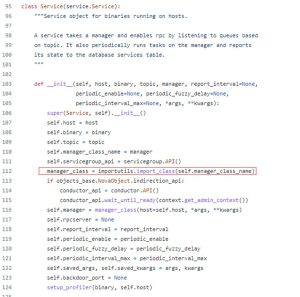 95 class Service(service.Service):
96 """Service object for binaries running on hosts.
97
98 A service takes a manager and enables rpc by listening to queues based
99 on topic. It also periodically runs tasks on the manager and reports
100 its state to the database services table.
101 """
102
103 def __init__(self, host, binary, topic, manager, report_interval=None,
104 periodic_enable=None, periodic_fuzzy_delay=None,
105 periodic_interval_max=None, *args, **kwargs):
106 super(Service, self).__init__()
107 self.host = host
108 self.binary = binary
109 self.topic = topic
110 self.manager_class_name = manager
111 self.servicegroup_api = servicegroup.API()
112 manager_class = importutils.import_class(self.manager_class_name)
113 if objects_base.NovaObject.indirection_api:
114 conductor_api = conductor.API()
115 conductor_api.wait_until_ready(context.get_admin_context())
116 self.manager = manager_class(host=self.host, *args, **kwargs)
117 self.rpcserver = None
118 self.report_interval = report_interval
119 self.periodic_enable = periodic_enable
120 self.periodic_fuzzy_delay = periodic_fuzzy_delay
121 self.periodic_interval_max = periodic_interval_max
122 self.saved_args, self.saved_kwargs = args, kwargs
123 self.backdoor_port = None
124 setup_profiler(binary, self.host)